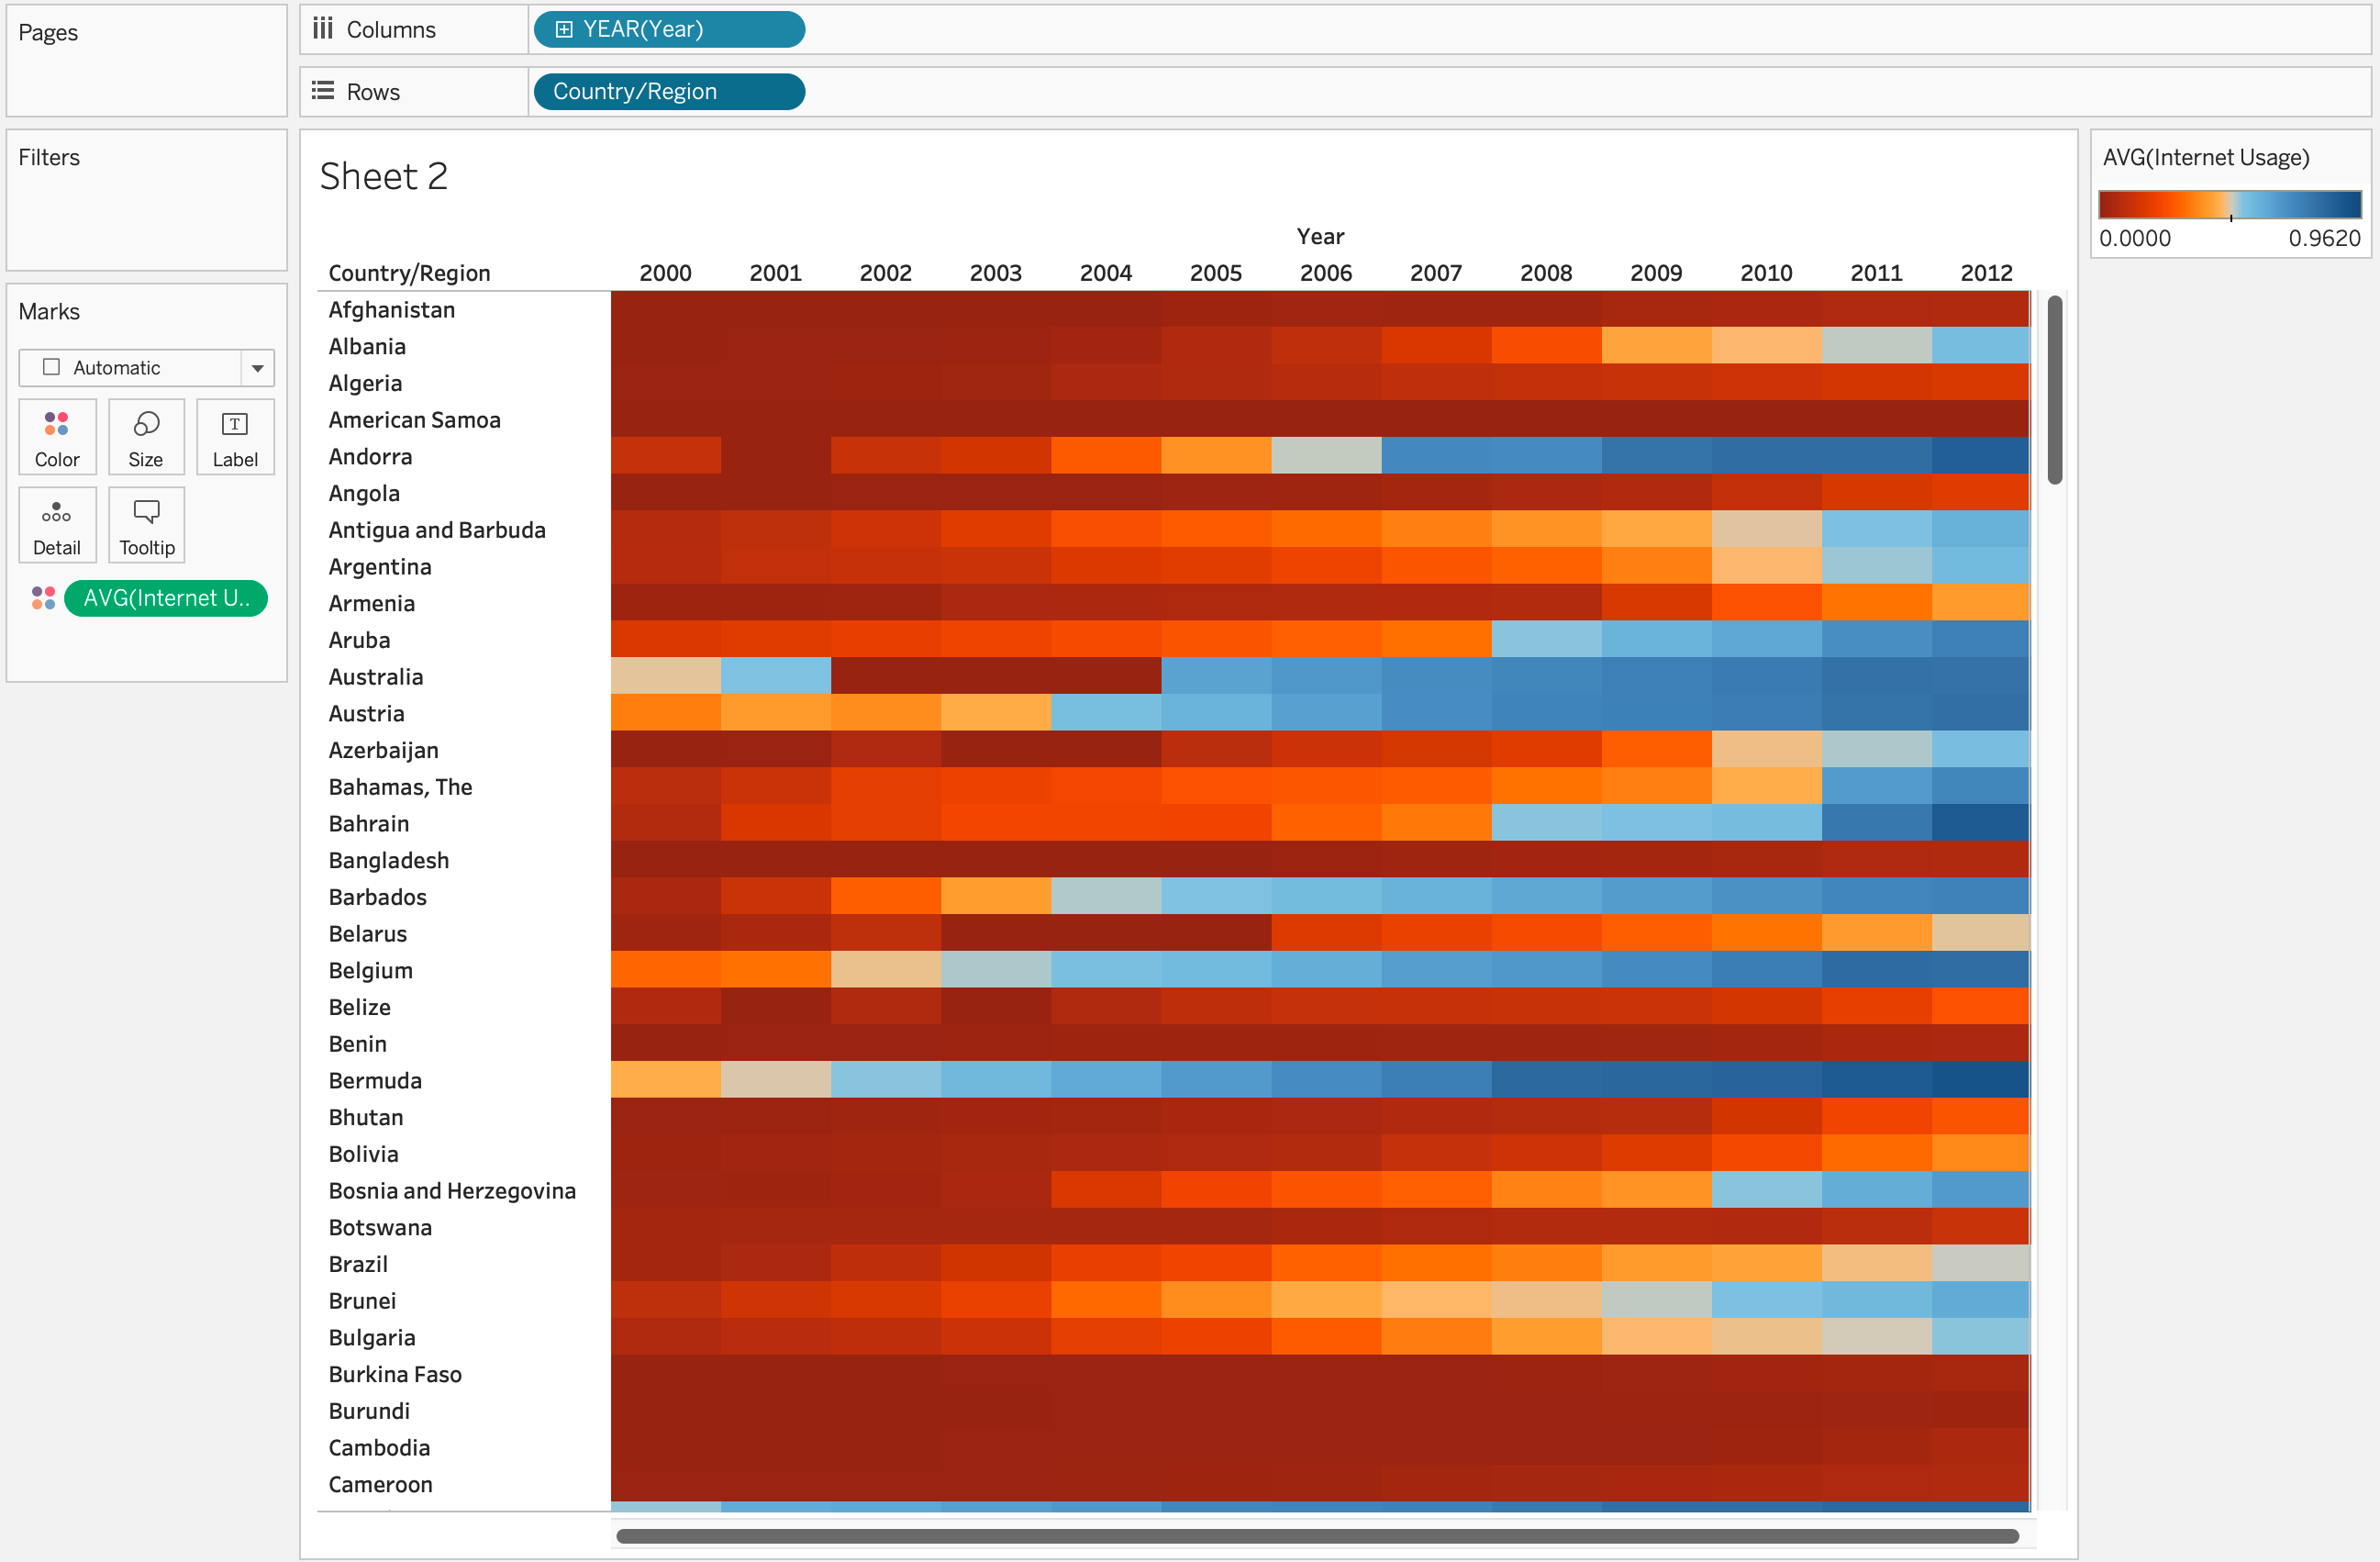 Pages
Columns
YEAR(Year)
Rows
Country/Region
Filters
Marks
Automatic
Color
Size
Label
Detail
Tooltip
AVG(Internet U..
Sheet 2
Year
Country/Region 2000 2001 2002 2003 2004 2005 2006 2007 2008 2009 2010 2011 2012
Afghanistan
Albania
Algeria
American Samoa
Andorra
Angola
Antigua and Barbuda
Argentina
Armenia
Aruba
Australia
Austria
Azerbaijan
Bahamas, The
Bahrain
Bangladesh
Barbados
Belarus
Belgium
Belize
Benin
Bermuda
Bhutan
Bolivia
Bosnia and Herzegovina
Botswana
Brazil
Brunei
Bulgaria
Burkina Faso
Burundi
Cambodia
Cameroon
AVG(Internet Usage)
0.0000 0.9620